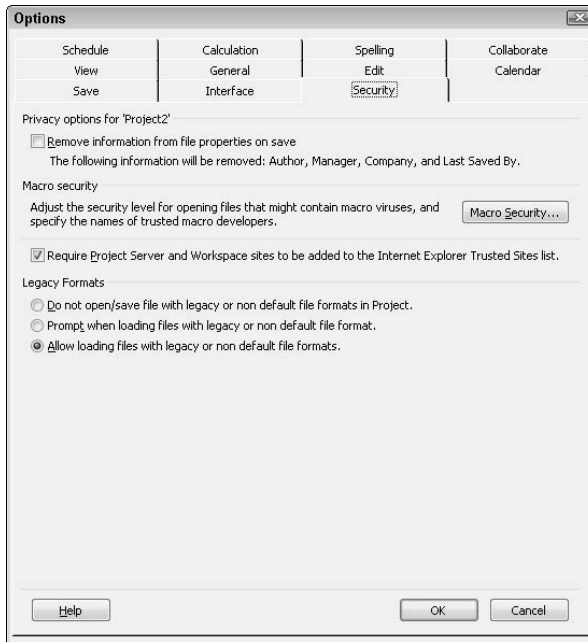 Options
Schedule Calculation Spelling Collaborate
View General Edit Calendar
Save Interface Security
Privacy options for 'Project2'
Remove information from file properties on save
The following information will be removed: Author, Manager, Company, and Last Saved By.
Macro security
Adjust the security level for opening files that might contain macro viruses, and
specify the names of trusted macro developers.
Macro Security...
Require Project Server and Workspace sites to be added to the Internet Explorer Trusted Sites list.
Legacy Formats
Do not open/save file with legacy or non default file formats in Project.
Prompt when loading files with legacy or non default file format.
Allow loading files with legacy or non default file formats.
Help OK Cancel